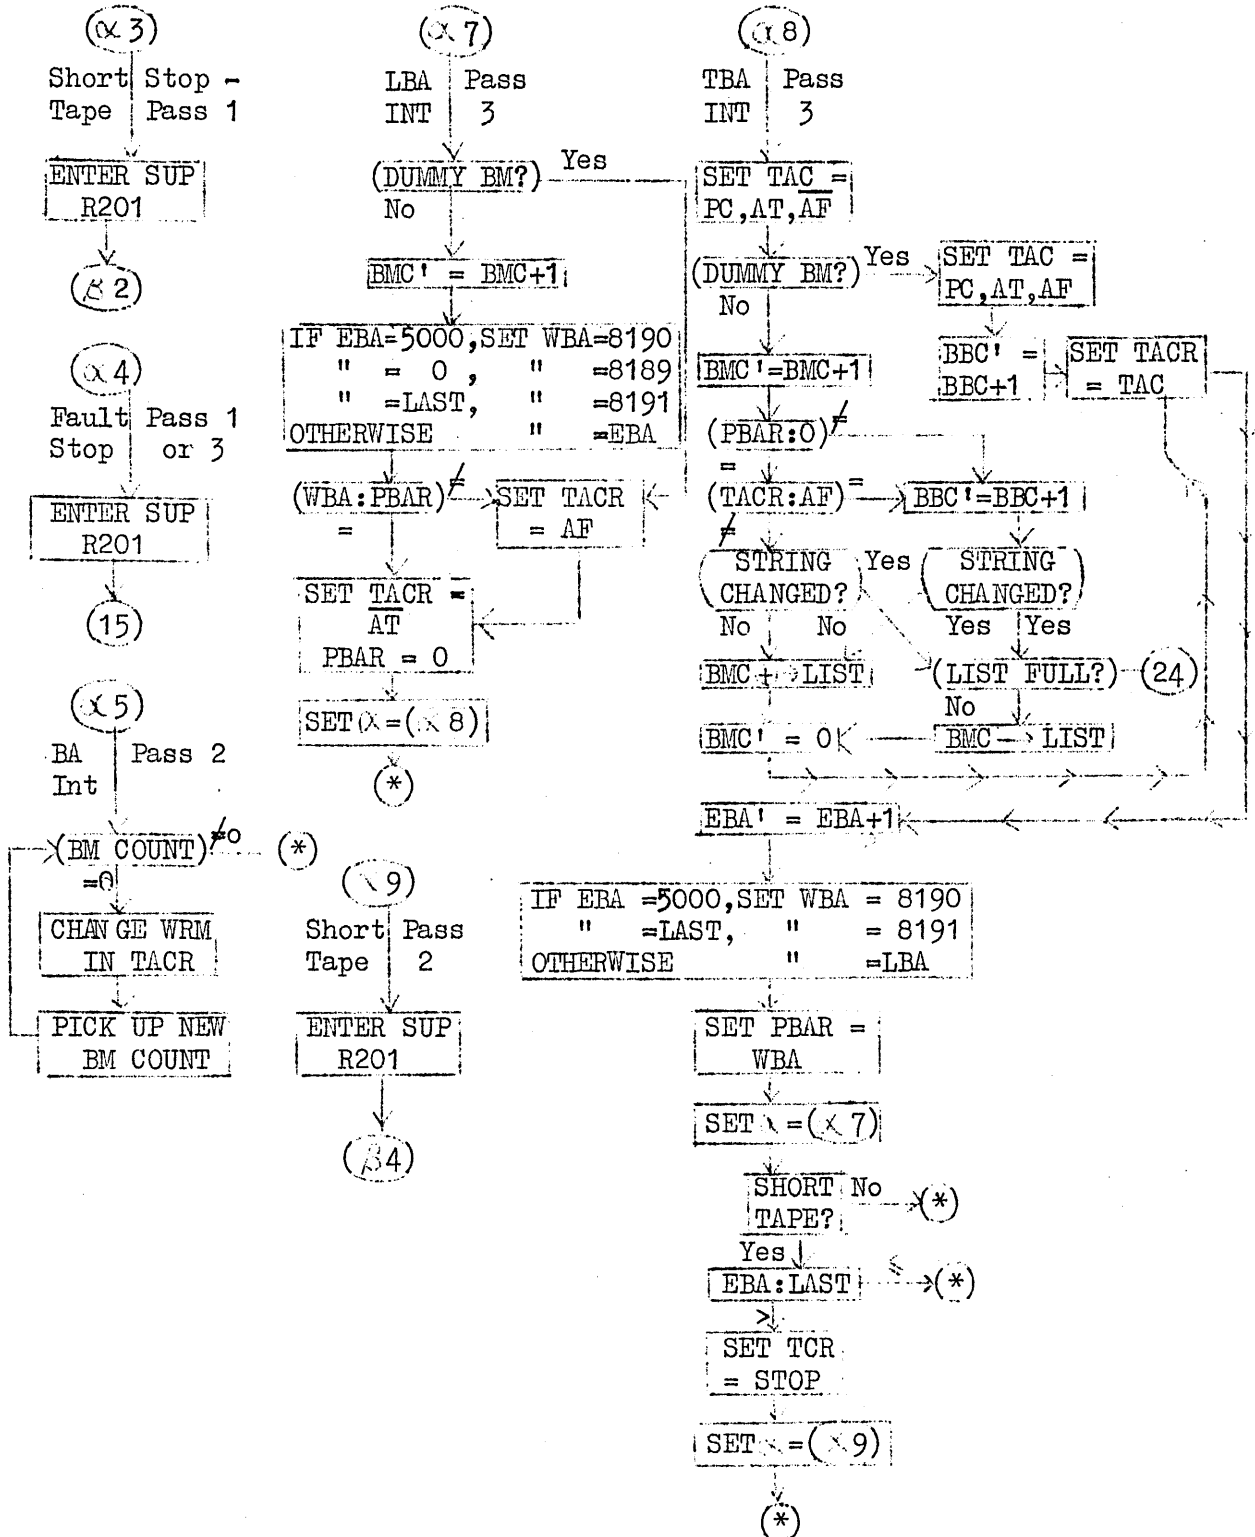 (α3)
Short Stop -
Tape Pass 1
ENTER SUP
R201
(β2)
(α4)
Fault Pass 1
Stop or 3
ENTER SUP
R201
(15)
(α5)
BA Pass 2
Int
(BM COUNT) ≠0 (*)
=0
CHANGE WRM
IN TACR
PICK UP NEW
BM COUNT
(α7)
LBA Pass
INT 3
(DUMMY BM?) Yes
No
BMC' = BMC+1
IF EBA=5000, SET WBA=8190
" = 0 , " =8189
" =LAST, " =8191
OTHERWISE " =EBA
(WBA:PBAR) ≠ SET TACR
= = AF
SET TACR =
A̅T̅
PBAR = 0
SET α=(α8)
(*)
(α9)
Short Pass
Tape 2
ENTER SUP
R201
(β4)
(α8)
TBA Pass
INT 3
SET TAC =
PC,AT,A̅F̅
(DUMMY BM?) Yes SET TAC =
No PC,AT,AF
BBC' = SET TACR
BBC+1 = TAC
BMC'=BMC+1
(PBAR:0) ≠
=
(TACR:AF) = BBC'=BBC+1
≠
(STRING Yes (STRING
CHANGED?) CHANGED?)
No No Yes Yes
BMC + → LIST (LIST FULL?) (24)
No
BMC' = 0 BMC → LIST
EBA' = EBA+1
IF EBA =5000, SET WBA = 8190
" =LAST, " = 8191
OTHERWISE " =LBA
SET PBAR =
WBA
SET α=(α7)
SHORT No (*)
TAPE?
Yes
EBA:LAST ≤ (*)
>
SET TCR
= STOP
SET α=(α9)
(*)